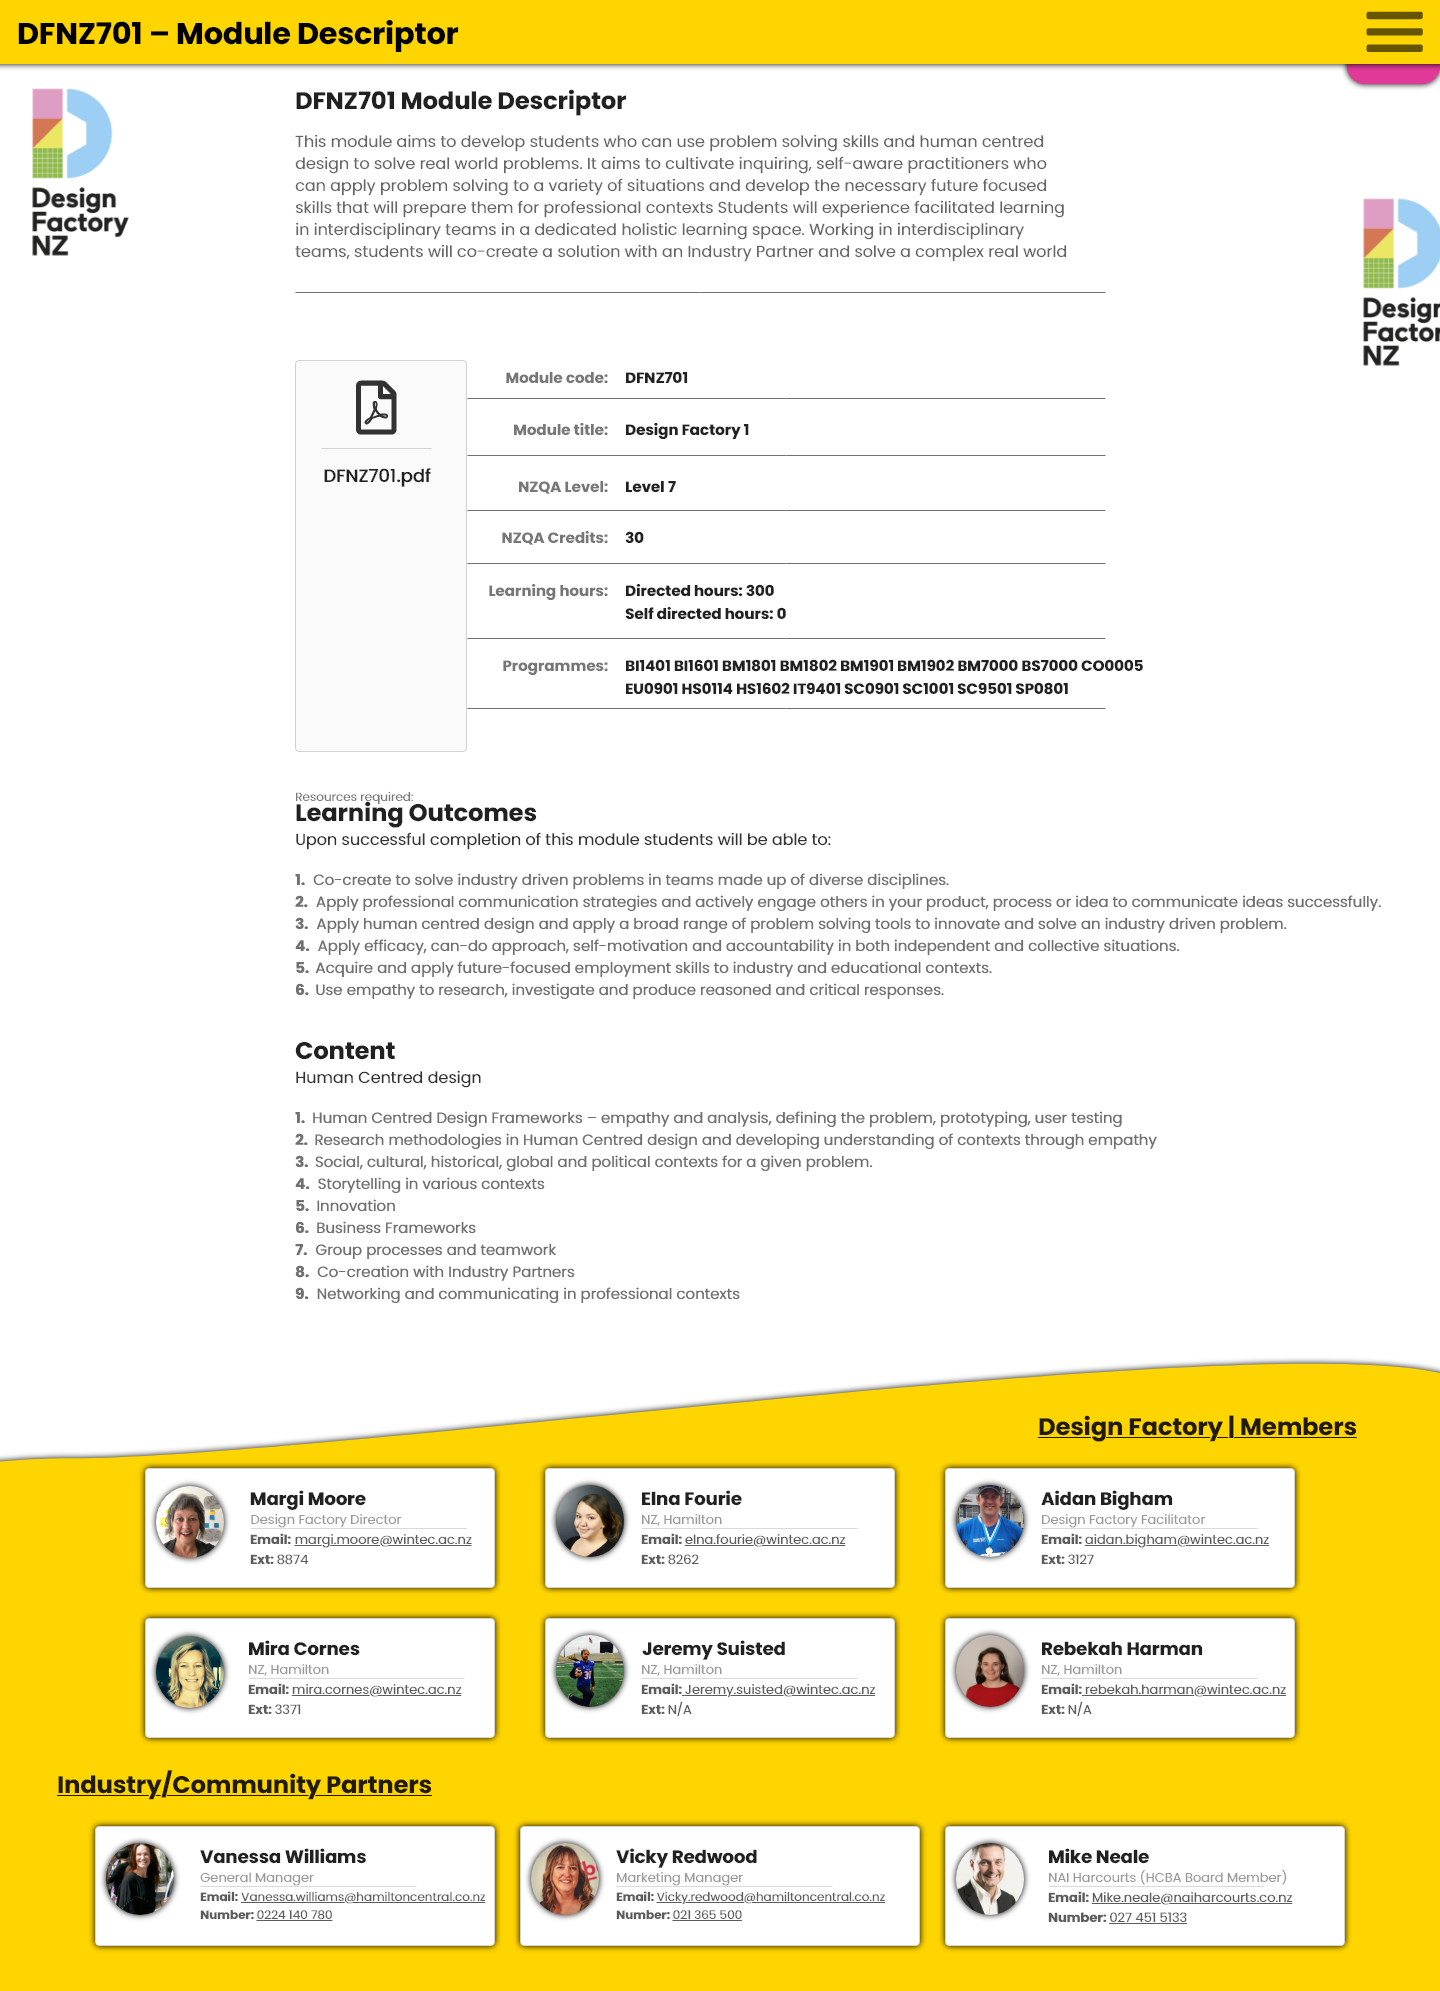 DFNZ701 – Module Descriptor
Design
Factory
NZ
DFNZ701 Module Descriptor
This module aims to develop students who can use problem solving skills and human centred
design to solve real world problems. It aims to cultivate inquiring, self-aware practitioners who
can apply problem solving to a variety of situations and develop the necessary future focused
skills that will prepare them for professional contexts Students will experience facilitated learning
in interdisciplinary teams in a dedicated holistic learning space. Working in interdisciplinary
teams, students will co-create a solution with an Industry Partner and solve a complex real world
Desigr
Factor
NZ
DFNZ701.pdf
Module code: DFNZ701
Module title: Design Factory 1
NZQA Level: Level 7
NZQA Credits: 30
Learning hours: Directed hours: 300
Self directed hours: 0
Programmes: BI1401 BI1601 BM1801 BM1802 BM1901 BM1902 BM7000 BS7000 CO0005
EU0901 HS0114 HS1602 IT9401 SC0901 SC1001 SC9501 SP0801
Resources required:
Learning Outcomes
Upon successful completion of this module students will be able to:
1. Co-create to solve industry driven problems in teams made up of diverse disciplines.
2. Apply professional communication strategies and actively engage others in your product, process or idea to communicate ideas successfully.
3. Apply human centred design and apply a broad range of problem solving tools to innovate and solve an industry driven problem.
4. Apply efficacy, can-do approach, self-motivation and accountability in both independent and collective situations.
5. Acquire and apply future-focused employment skills to industry and educational contexts.
6. Use empathy to research, investigate and produce reasoned and critical responses.
Content
Human Centred design
1. Human Centred Design Frameworks – empathy and analysis, defining the problem, prototyping, user testing
2. Research methodologies in Human Centred design and developing understanding of contexts through empathy
3. Social, cultural, historical, global and political contexts for a given problem.
4. Storytelling in various contexts
5. Innovation
6. Business Frameworks
7. Group processes and teamwork
8. Co-creation with Industry Partners
9. Networking and communicating in professional contexts
Design Factory | Members
Margi Moore
Design Factory Director
Email: margi.moore@wintec.ac.nz
Ext: 8874
Elna Fourie
NZ, Hamilton
Email: elna.fourie@wintec.ac.nz
Ext: 8262
Aidan Bigham
Design Factory Facilitator
Email: aidan.bigham@wintec.ac.nz
Ext: 3127
Mira Cornes
NZ, Hamilton
Email: mira.cornes@wintec.ac.nz
Ext: 3371
Jeremy Suisted
NZ, Hamilton
Email: Jeremy.suisted@wintec.ac.nz
Ext: N/A
Rebekah Harman
NZ, Hamilton
Email: rebekah.harman@wintec.ac.nz
Ext: N/A
Industry/Community Partners
Vanessa Williams
General Manager
Email: Vanessa.williams@hamiltoncentral.co.nz
Number: 0224 140 780
Vicky Redwood
Marketing Manager
Email: Vicky.redwood@hamiltoncentral.co.nz
Number: 021 365 500
Mike Neale
NAI Harcourts (HCBA Board Member)
Email: Mike.neale@naiharcourts.co.nz
Number: 027 451 5133